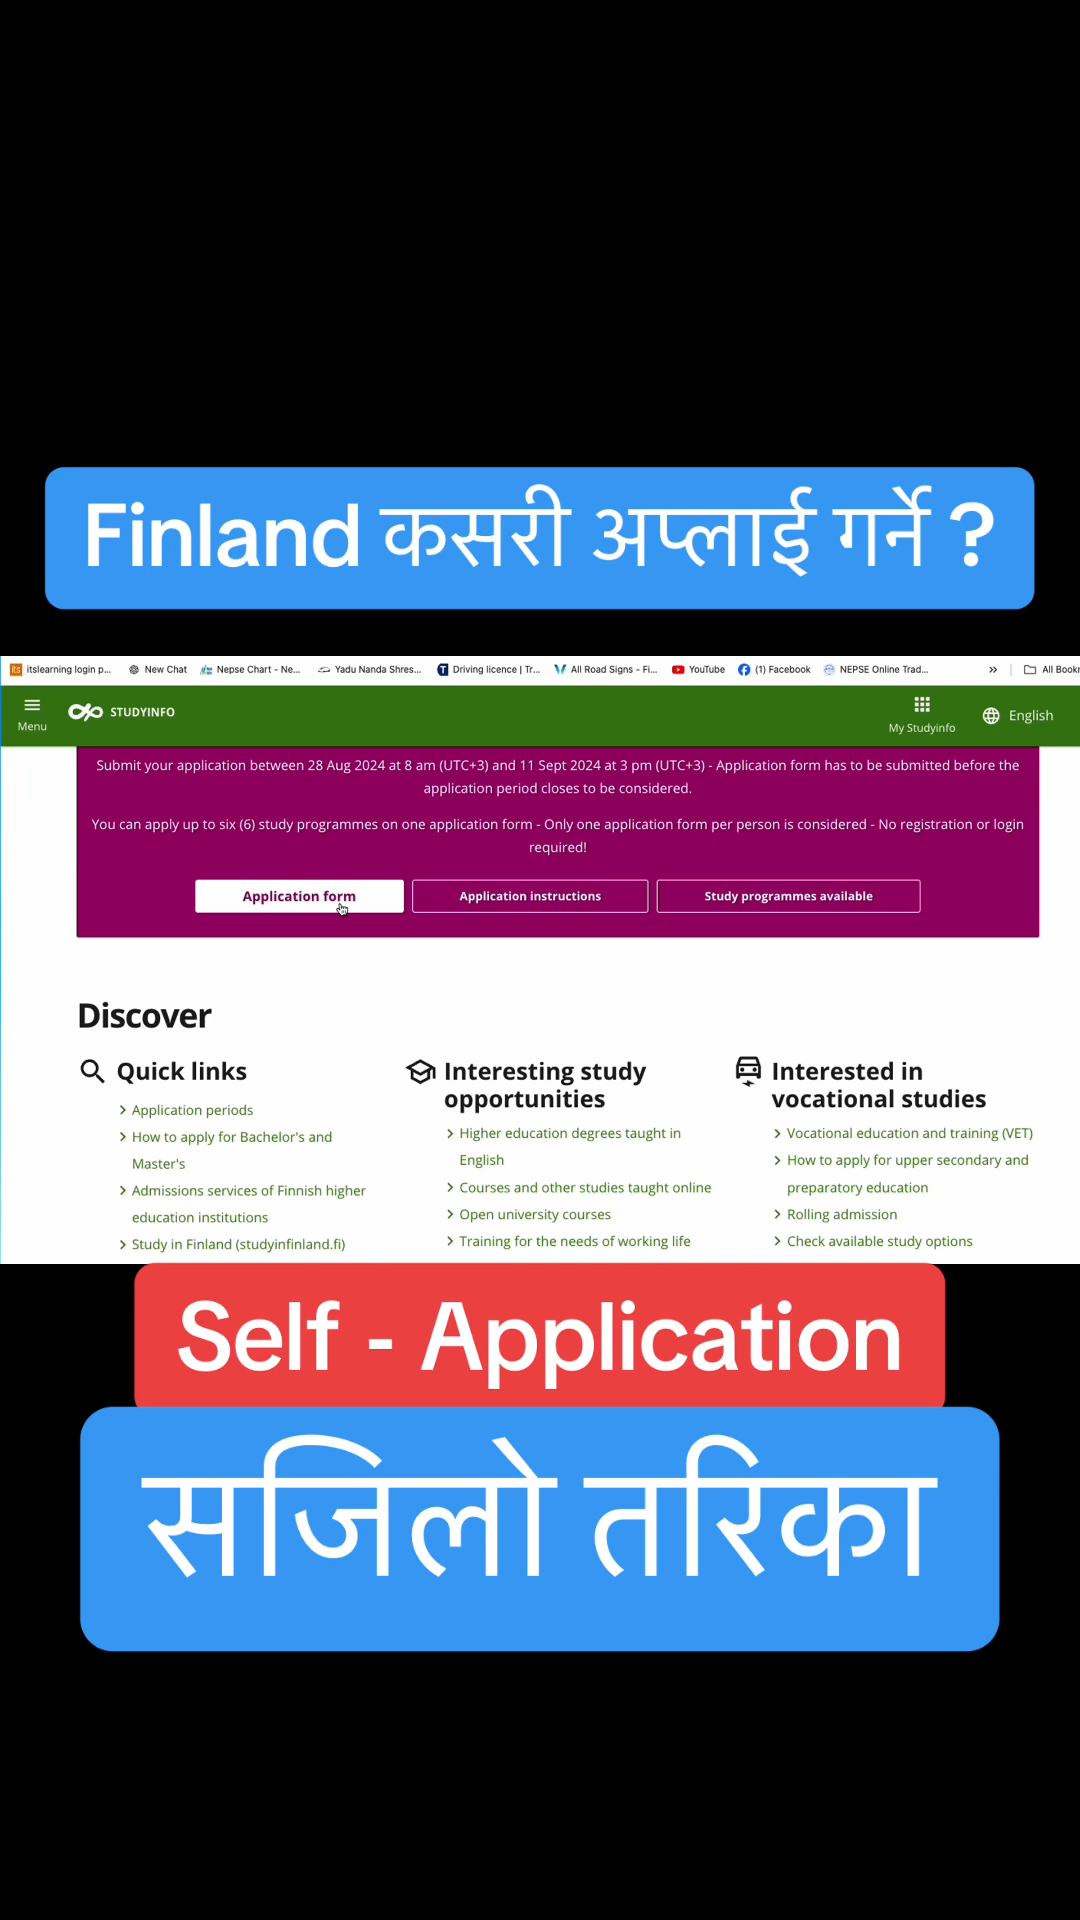 Finland कसरी अप्लाई गर्ने ?
itslearning login p... New Chat Nepse Chart - Ne... Yadu Nanda Shres... Driving licence | Tr... All Road Signs - Fi... YouTube (1) Facebook NEPSE Online Trad... » All Bookr
Menu STUDYINFO My Studyinfo English
Submit your application between 28 Aug 2024 at 8 am (UTC+3) and 11 Sept 2024 at 3 pm (UTC+3) - Application form has to be submitted before the
application period closes to be considered.
You can apply up to six (6) study programmes on one application form - Only one application form per person is considered - No registration or login
required!
Application form Application instructions Study programmes available
Discover
Quick links
Application periods
How to apply for Bachelor's and
Master's
Admissions services of Finnish higher
education institutions
Study in Finland (studyinfinland.fi)
Interesting study
opportunities
Higher education degrees taught in
English
Courses and other studies taught online
Open university courses
Training for the needs of working life
Interested in
vocational studies
Vocational education and training (VET)
How to apply for upper secondary and
preparatory education
Rolling admission
Check available study options
Self - Application
सजिलो तरिका